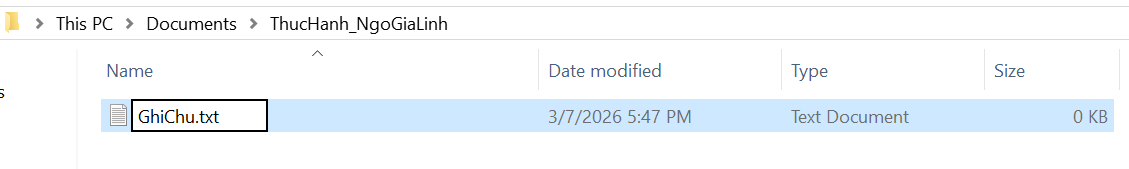 This PC > Documents > ThucHanh_NgoGiaLinh
Name Date modified Type Size
s
GhiChu.txt 3/7/2026 5:47 PM Text Document 0 KB